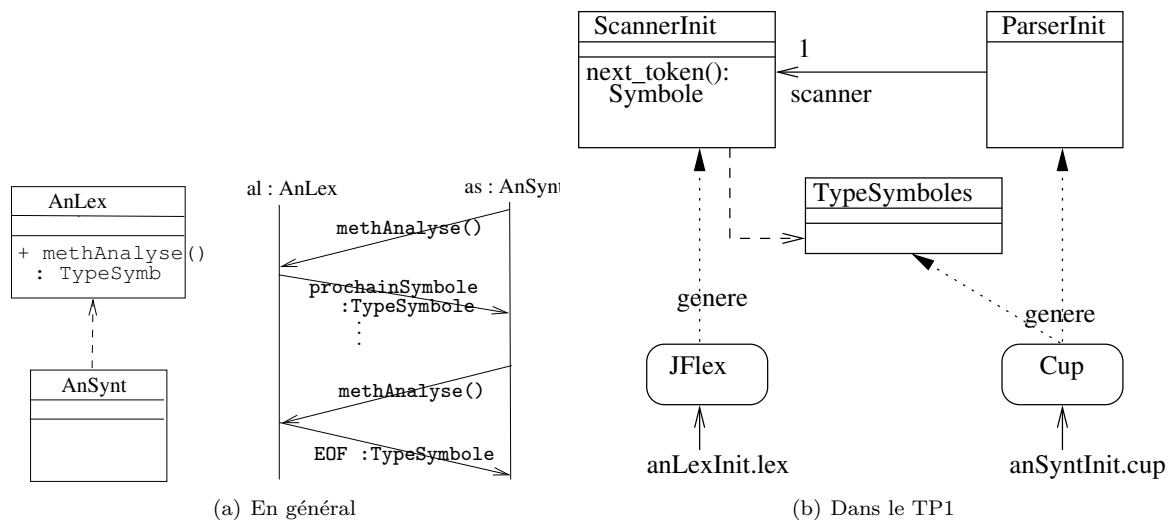 AnLex
+ methAnalyse()
: TypeSymb
AnSynt
al : AnLex
as : AnSynt
methAnalyse()
prochainSymbole
:TypeSymbole
methAnalyse()
EOF :TypeSymbole
(a) En général
ScannerInit
next_token():
Symbole
1
scanner
ParserInit
TypeSymboles
genere
genere
JFlex
Cup
anLexInit.lex
anSyntInit.cup
(b) Dans le TP1